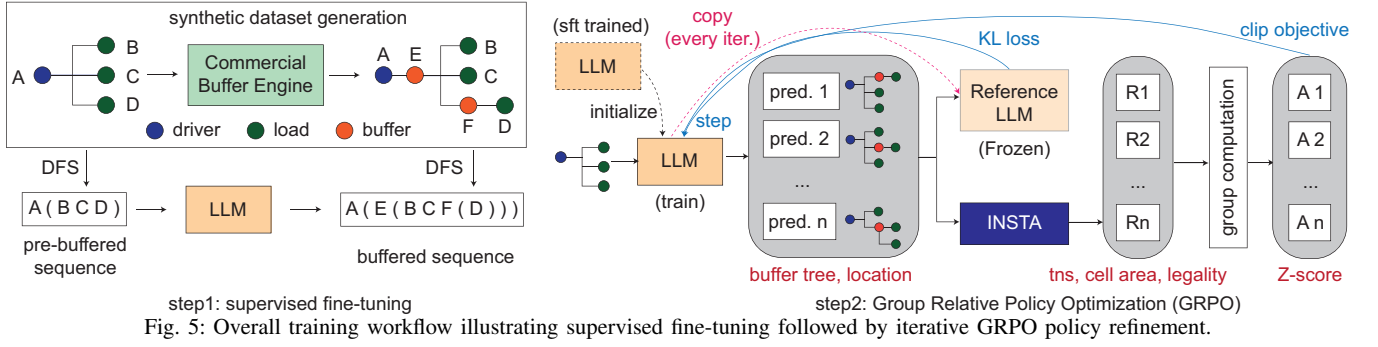 synthetic dataset generation
A
B
C
D
Commercial
Buffer Engine
A E
B
C
F D
driver load buffer
DFS
DFS
A ( B C D )
LLM
A ( E ( B C F ( D ) ) )
pre-buffered
sequence
buffered sequence
step1: supervised fine-tuning
(sft trained)
LLM
initialize
copy
(every iter.)
KL loss
clip objective
step
LLM
(train)
pred. 1
pred. 2
...
pred. n
buffer tree, location
Reference
LLM
(Frozen)
INSTA
R1
R2
...
Rn
tns, cell area, legality
group computation
A 1
A 2
...
A n
Z-score
step2: Group Relative Policy Optimization (GRPO)
Fig. 5: Overall training workflow illustrating supervised fine-tuning followed by iterative GRPO policy refinement.